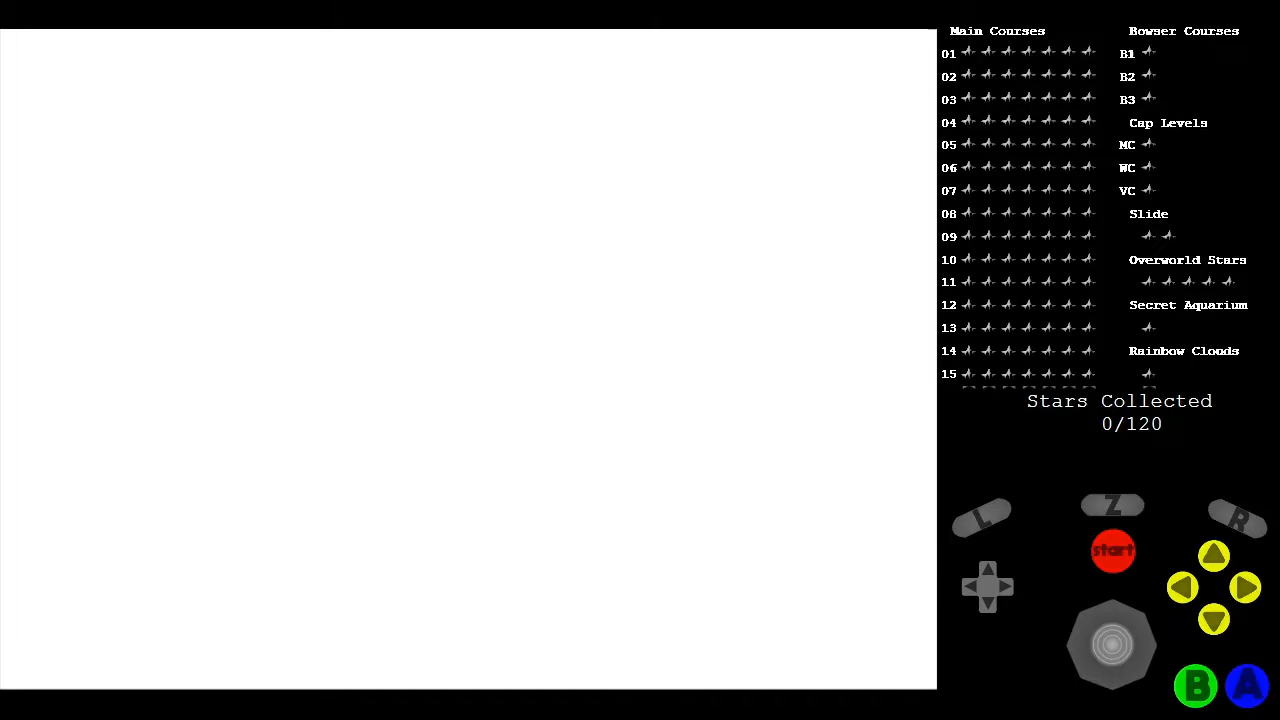 Main Courses
01
02
03
04
05
06
07
08
09
10
11
12
13
14
15
Bowser Courses
B1
B2
B3
Cap Levels
MC
WC
VC
Slide
Overworld Stars
Secret Aquarium
Rainbow Clouds
Stars Collected
0/120
L
Z
R
start
B
A